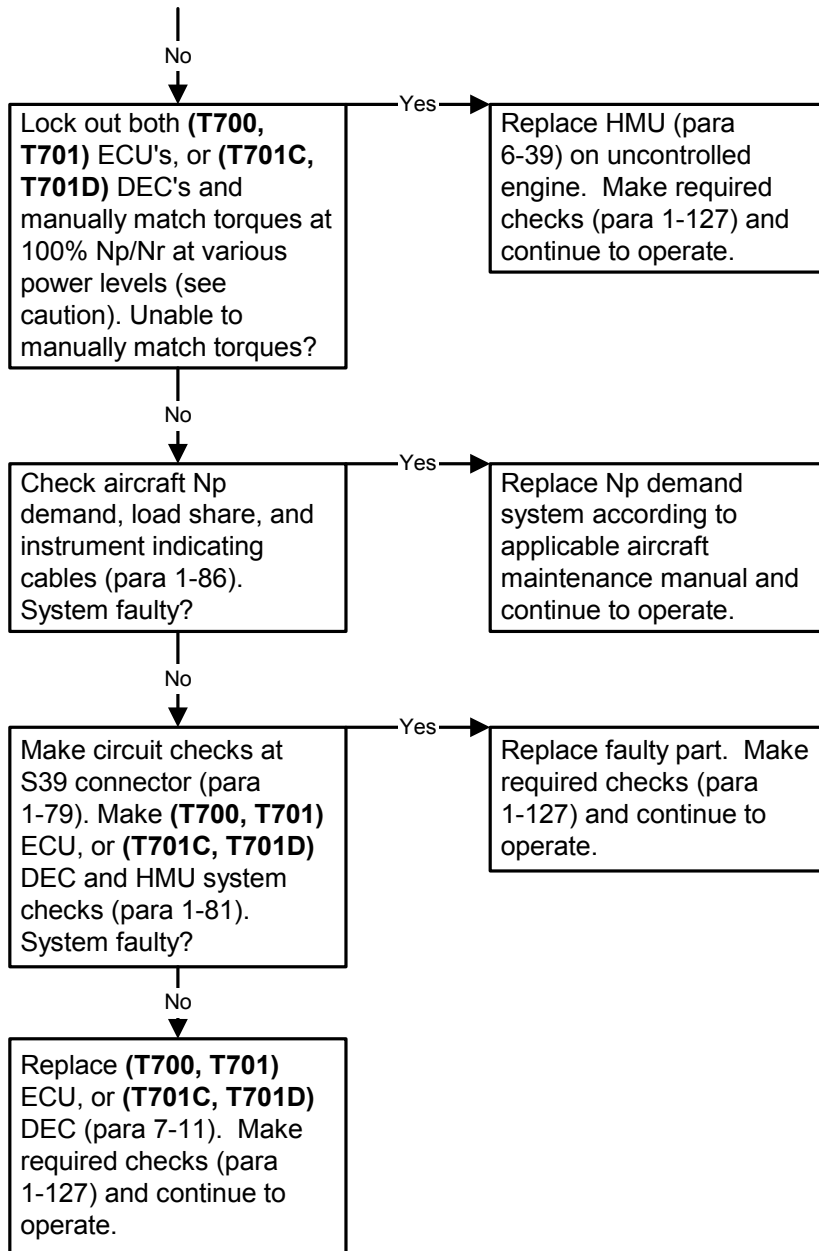 No
Lock out both (T700,
T701) ECU's, or (T701C,
T701D) DEC's and
manually match torques at
100% Np/Nr at various
power levels (see
caution). Unable to
manually match torques?
Yes
Replace HMU (para
6-39) on uncontrolled
engine.  Make required
checks (para 1-127) and
continue to operate.
No
Check aircraft Np
demand, load share, and
instrument indicating
cables (para 1-86).
System faulty?
Yes
Replace Np demand
system according to
applicable aircraft
maintenance manual and
continue to operate.
No
Make circuit checks at
S39 connector (para
1-79). Make (T700, T701)
ECU, or (T701C, T701D)
DEC and HMU system
checks (para 1-81).
System faulty?
Yes
Replace faulty part.  Make
required checks (para
1-127) and continue to
operate.
No
Replace (T700, T701)
ECU, or (T701C, T701D)
DEC (para 7-11).  Make
required checks (para
1-127) and continue to
operate.